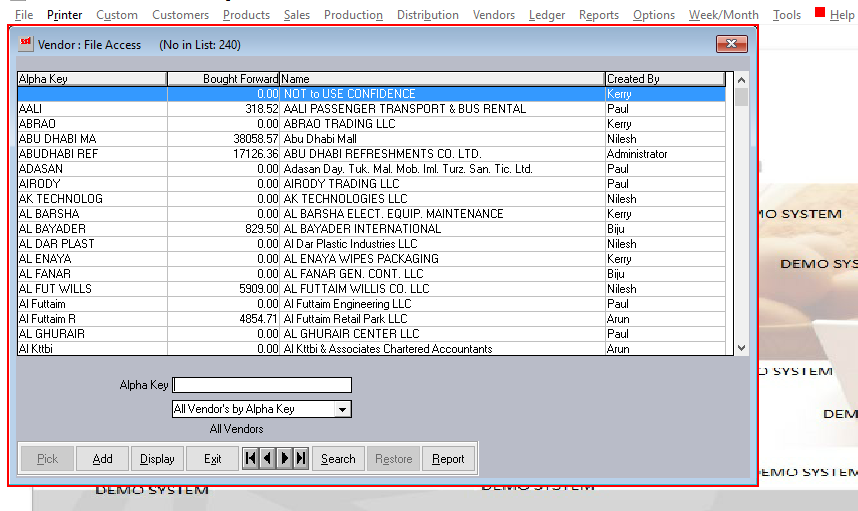 File Printer Custom Customers Products Sales Production Distribution Vendors Ledger Reports Options Week/Month Tools Help
Vendor : File Access (No in List: 240)
Alpha Key Bought Forward Name Created By
0.00 NOT to USE CONFIDENCE Kerry
AALI 318.52 AALI PASSENGER TRANSPORT & BUS RENTAL Paul
ABRAO 0.00 ABRAO TRADING LLC Kerry
ABU DHABI MA 38058.57 Abu Dhabi Mall Nilesh
ABUDHABI REF 17126.36 ABU DHABI REFRESHMENTS CO. LTD. Administrator
ADASAN 0.00 Adasan Day. Tuk. Mal. Mob. Iml. Turz. San. Tic. Ltd. Paul
AIRODY 0.00 AIRODY TRADING LLC Paul
AK TECHNOLOG 0.00 AK TECHNOLOGIES LLC Nilesh
AL BARSHA 0.00 AL BARSHA ELECT. EQUIP. MAINTENANCE Kerry
AL BAYADER 829.50 AL BAYADER INTERNATIONAL Biju
AL DAR PLAST 0.00 Al Dar Plastic Industries LLC Nilesh
AL ENAYA 0.00 AL ENAYA WIPES PACKAGING Kerry
AL FANAR 0.00 AL FANAR GEN. CONT. LLC Biju
AL FUT WILLS 5909.00 AL FUTTAIM WILLIS CO. LLC Nilesh
Al Futtaim 0.00 Al Futtaim Engineering LLC Paul
Al Futtaim R 4854.71 Al Futtaim Retail Park LLC Arun
AL GHURAIR 0.00 AL GHURAIR CENTER LLC Paul
Al Kttbi 0.00 Al Kttbi & Associates Chartered Accountants Arun
Alpha Key
All Vendor's by Alpha Key
All Vendors
Pick Add Display Exit Search Restore Report
MO SYSTEM
DEMO SYS
O SYSTEM
DEM
EMO SYSTEM
DEMO SYSTEM
DEMO SYSTEM